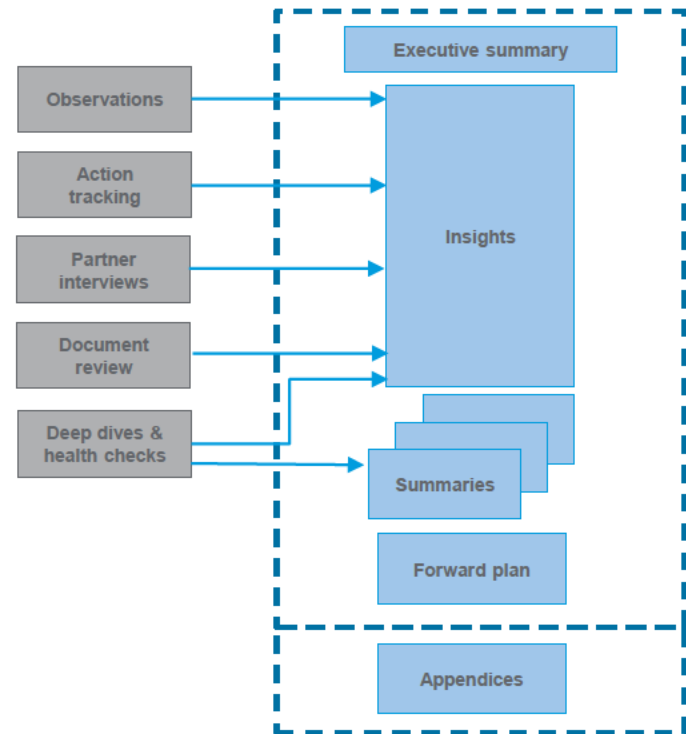 Executive summary
Observations
Action
tracking
Insights
Partner
interviews
Document
review
Deep dives &
health checks
Summaries
Forward plan
Appendices